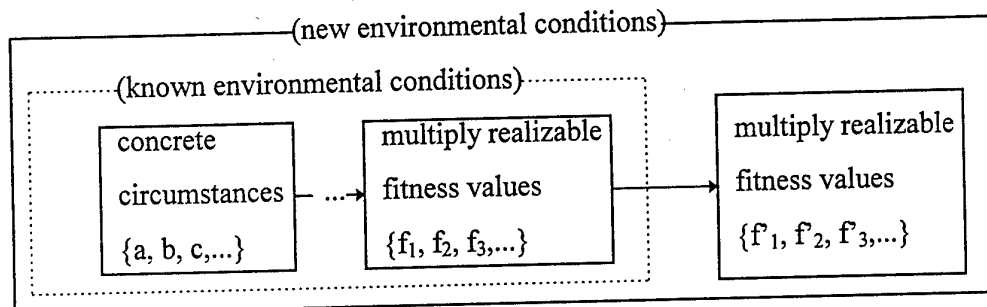 (new environmental conditions)
(known environmental conditions)
concrete
circumstances
{a, b, c,...}
...
multiply realizable
fitness values
{f₁, f₂, f₃,...}
multiply realizable
fitness values
{f'₁, f'₂, f'₃,...}